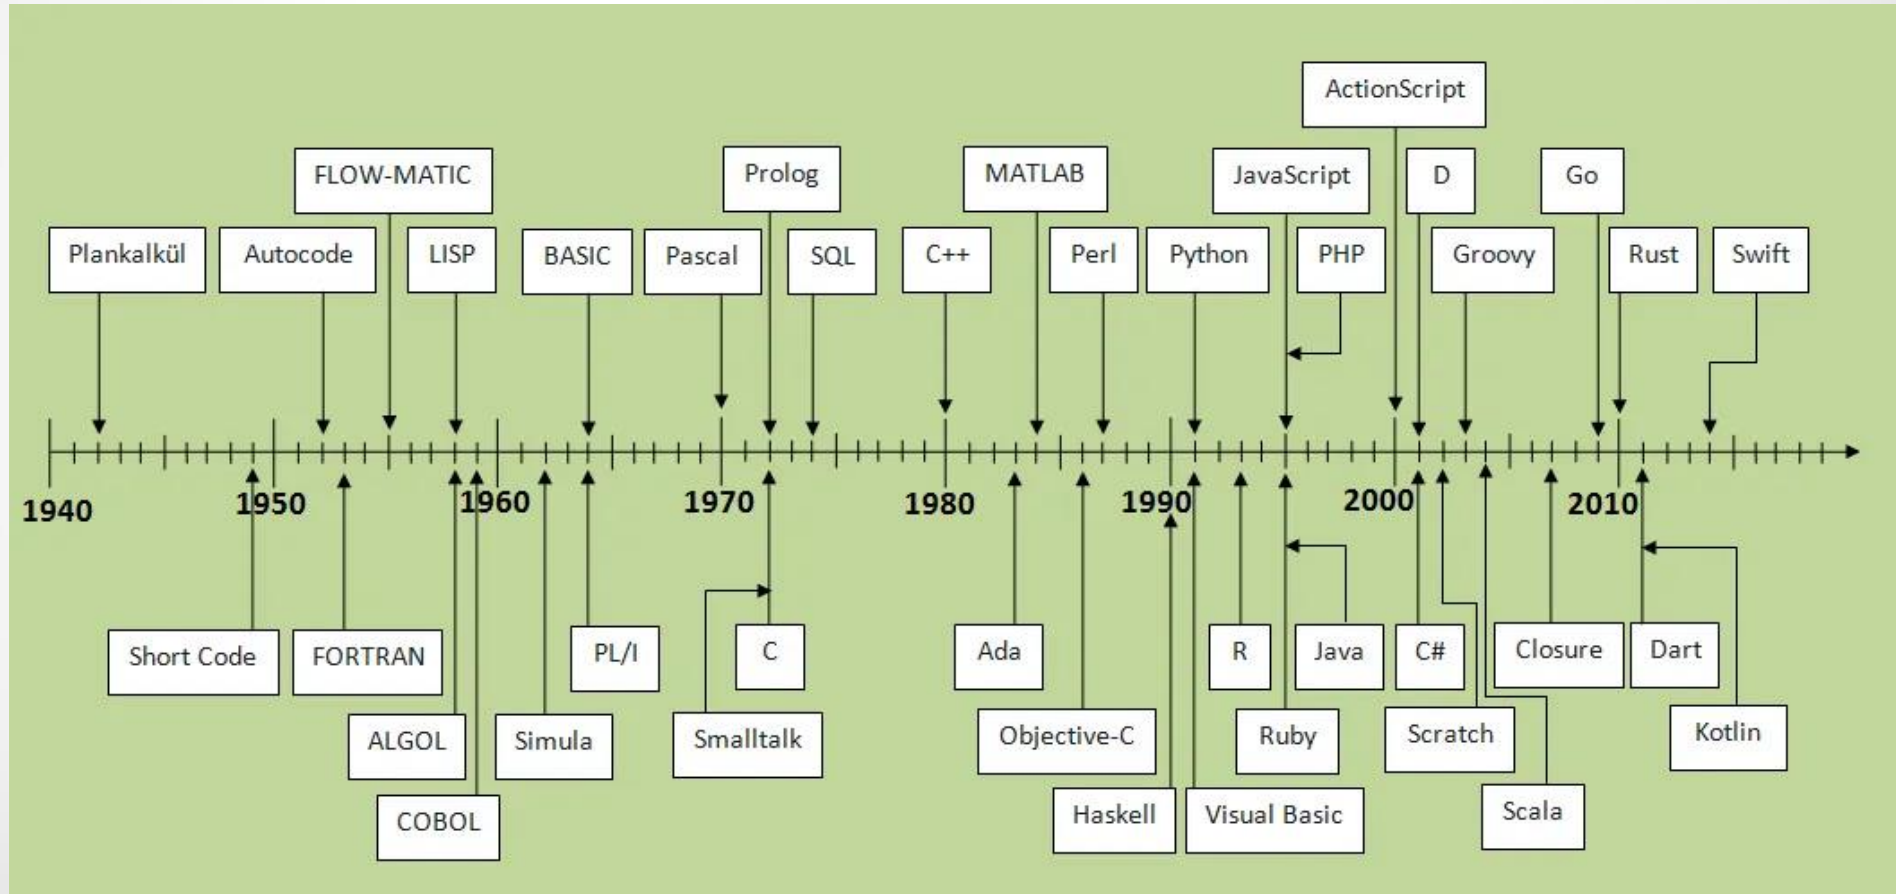 ActionScript
FLOW-MATIC
Prolog
MATLAB
JavaScript
D
Go
Plankalkül
Autocode
LISP
BASIC
Pascal
SQL
C++
Perl
Python
PHP
Groovy
Rust
Swift
1940
1950
1960
1970
1980
1990
2000
2010
Short Code
FORTRAN
PL/I
C
Ada
R
Java
C#
Closure
Dart
ALGOL
Simula
Smalltalk
Objective-C
Ruby
Scratch
Kotlin
COBOL
Haskell
Visual Basic
Scala